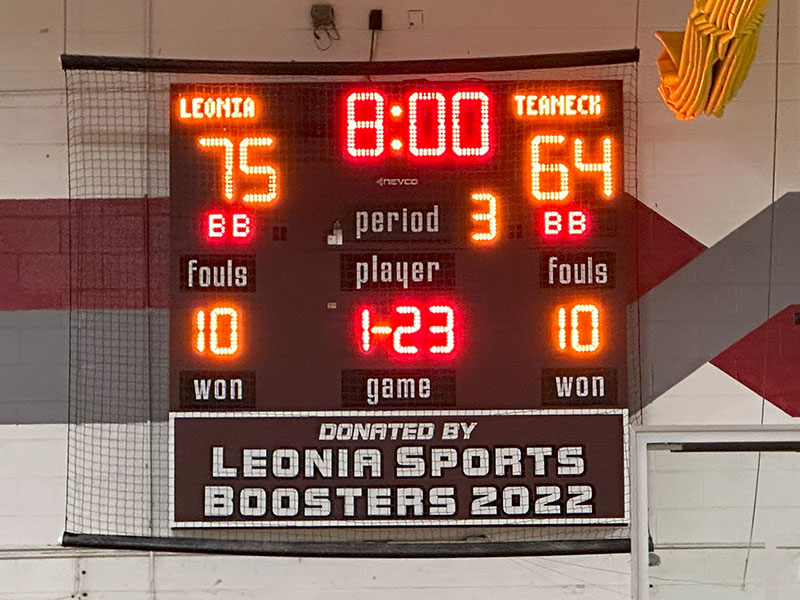 LEONIA 8:00 TEANECK
75 64
NEVCO
BB period 3 BB
fouls player fouls
10 1-23 10
won game won
DONATED BY
LEONIA SPORTS
BOOSTERS 2022